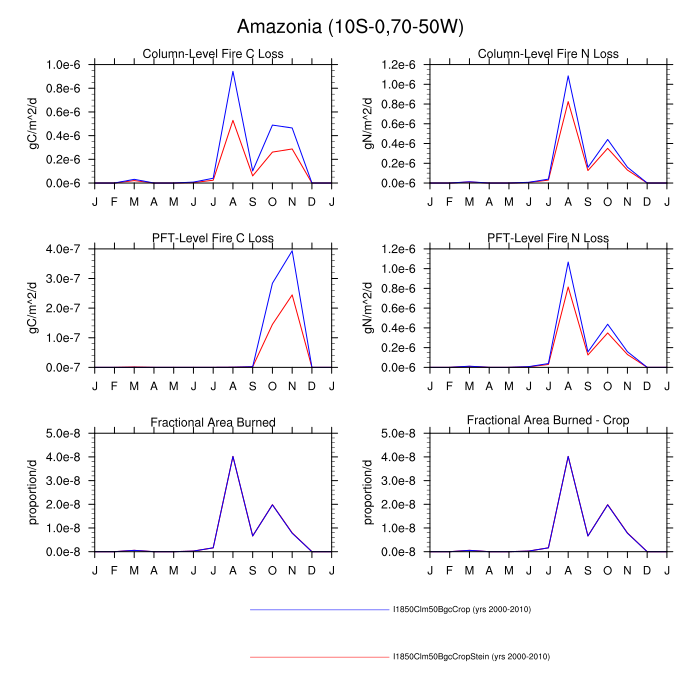 Amazonia (10S-0,70-50W)
Column-Level Fire C Loss
gC/m^2/d
1.0e-6
0.8e-6
0.6e-6
0.4e-6
0.2e-6
0.0e-6
J F M A M J J A S O N D J
Column-Level Fire N Loss
gN/m^2/d
1.2e-6
1.0e-6
0.8e-6
0.6e-6
0.4e-6
0.2e-6
0.0e-6
J F M A M J J A S O N D J
PFT-Level Fire C Loss
gC/m^2/d
4.0e-7
3.0e-7
2.0e-7
1.0e-7
0.0e-7
J F M A M J J A S O N D J
PFT-Level Fire N Loss
gN/m^2/d
1.2e-6
1.0e-6
0.8e-6
0.6e-6
0.4e-6
0.2e-6
0.0e-6
J F M A M J J A S O N D J
Fractional Area Burned
proportion/d
5.0e-8
4.0e-8
3.0e-8
2.0e-8
1.0e-8
0.0e-8
J F M A M J J A S O N D J
Fractional Area Burned - Crop
proportion/d
5.0e-8
4.0e-8
3.0e-8
2.0e-8
1.0e-8
0.0e-8
J F M A M J J A S O N D J
I1850Clm50BgcCrop (yrs 2000-2010)
I1850Clm50BgcCropStein (yrs 2000-2010)